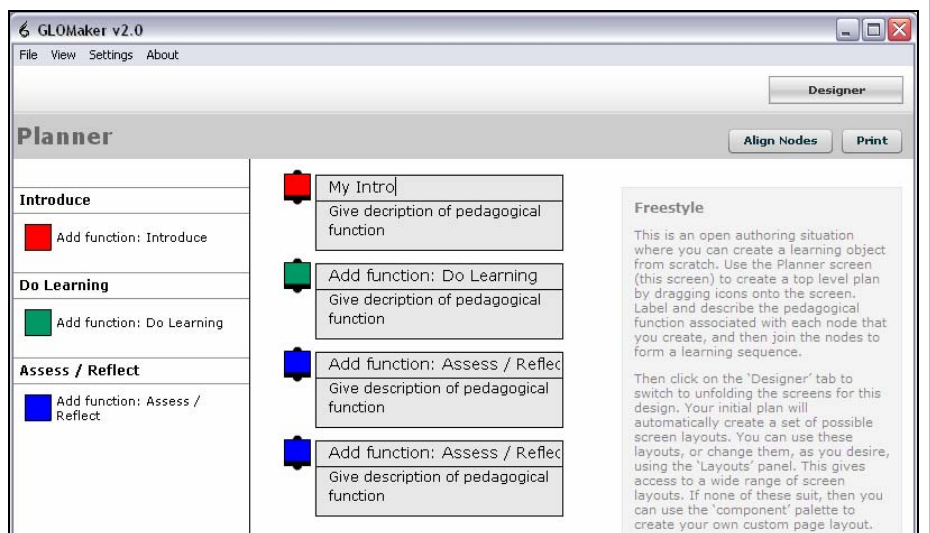 GLOMaker v2.0
File View Settings About
Designer
Planner
Align Nodes
Print
Introduce
Add function: Introduce
Do Learning
Add function: Do Learning
Assess / Reflect
Add function: Assess /
Reflect
My Intro
Give decription of pedagogical
function
Add function: Do Learning
Give decription of pedagogical
function
Add function: Assess / Reflec
Give description of pedagogical
function
Add function: Assess / Reflec
Give description of pedagogical
function
Freestyle
This is an open authoring situation
where you can create a learning object
from scratch. Use the Planner screen
(this screen) to create a top level plan
by dragging icons onto the screen.
Label and describe the pedagogical
function associated with each node that
you create, and then join the nodes to
form a learning sequence.
Then click on the 'Designer' tab to
switch to unfolding the screens for this
design. Your initial plan will
automatically create a set of possible
screen layouts. You can use these
layouts, or change them, as you desire,
using the 'Layouts' panel. This gives
access to a wide range of screen
layouts. If none of these suit, then you
can use the 'component' palette to
create your own custom page layout.